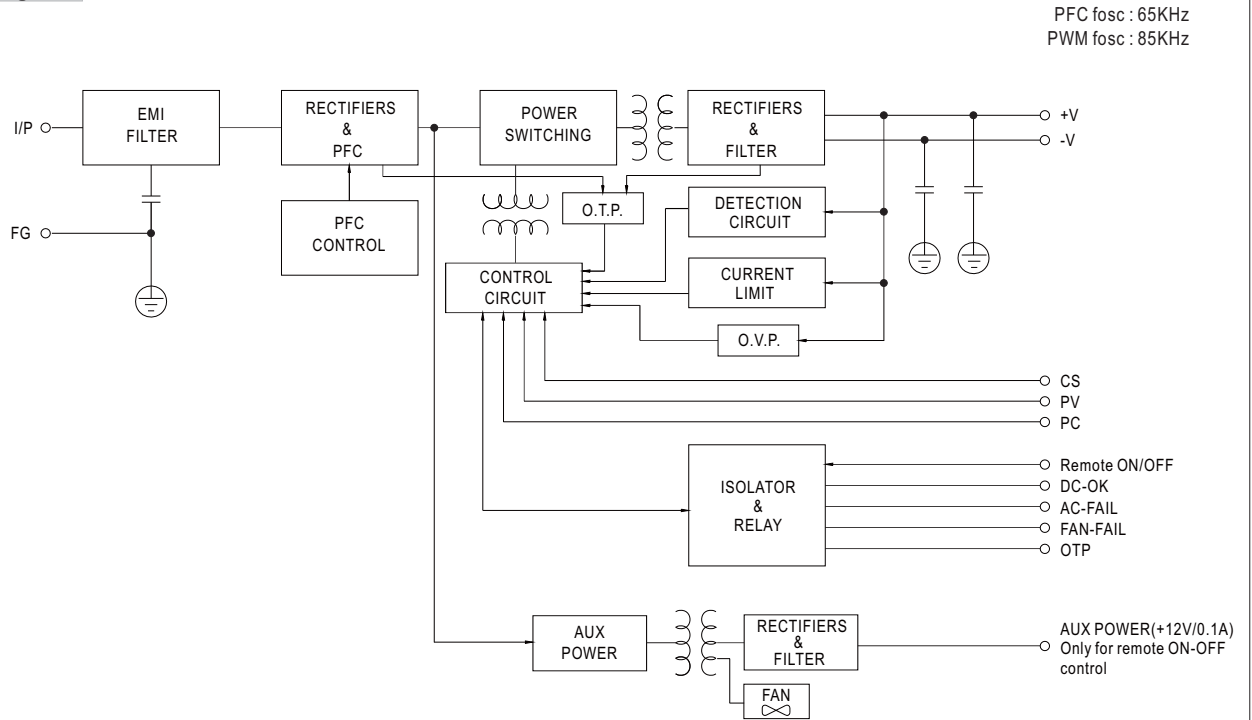 PFC fosc : 65KHz
PWM fosc : 85KHz
I/P
EMI
FILTER
RECTIFIERS
&
PFC
POWER
SWITCHING
RECTIFIERS
&
FILTER
+V
-V
FG
PFC
CONTROL
O.T.P.
DETECTION
CIRCUIT
CONTROL
CIRCUIT
CURRENT
LIMIT
O.V.P.
CS
PV
PC
ISOLATOR
&
RELAY
Remote ON/OFF
DC-OK
AC-FAIL
FAN-FAIL
OTP
AUX
POWER
RECTIFIERS
&
FILTER
AUX POWER(+12V/0.1A)
Only for remote ON-OFF
control
FAN